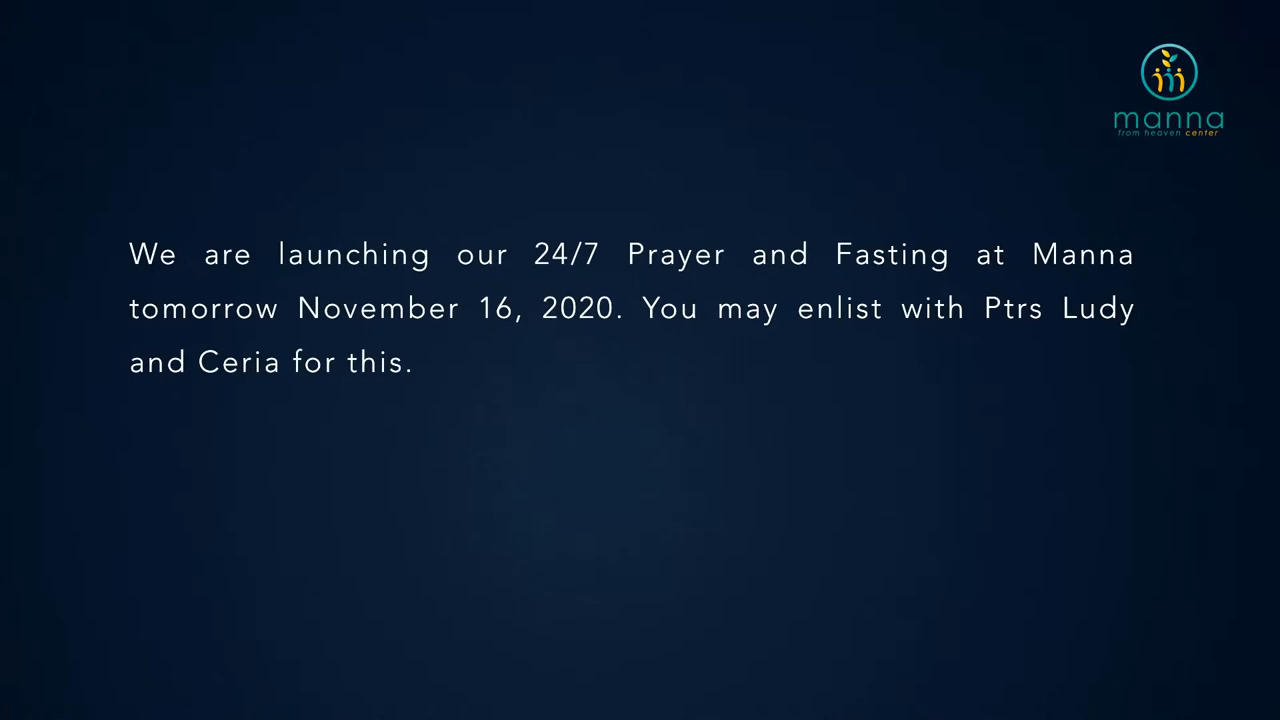 manna
from heaven center
We are launching our 24/7 Prayer and Fasting at Manna
tomorrow November 16, 2020. You may enlist with Ptrs Ludy
and Ceria for this.